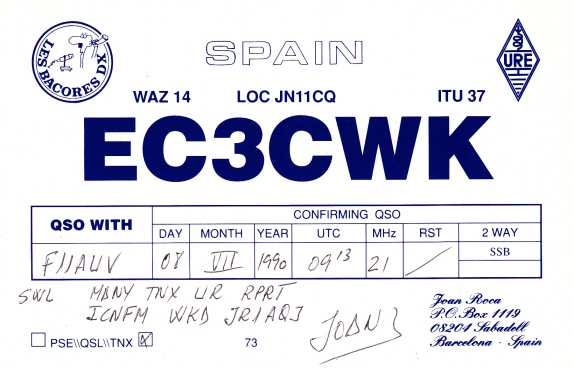 LES BACORES DX
SPAIN
URE
WAZ 14 LOC JN11CQ ITU 37
EC3CWK
QSO WITH CONFIRMING QSO
DAY MONTH YEAR UTC MHz RST 2 WAY
F11AUV 08 VII 1990 09 13 21 / SSB
SWL MANY TNX UR RPRT
ICNFM WKD JR1AQJ
JOAN
PSE\\QSL\\TNX X 73
Joan Roca
P.O.Box 1119
08204 Sabadell
Barcelona - Spain